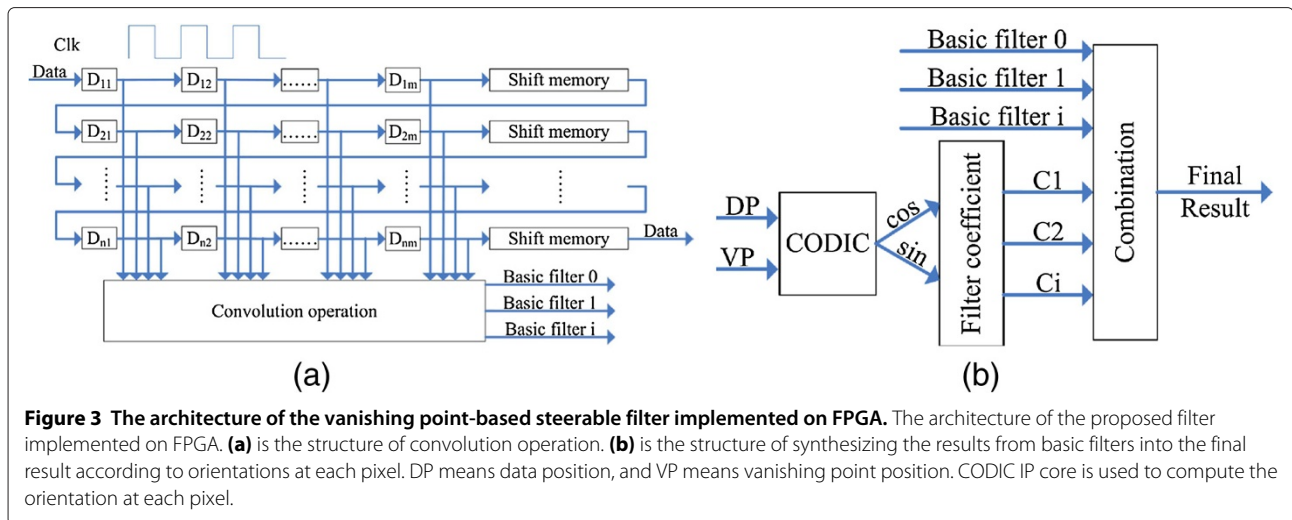 Clk
Data D11 D12 ...... D1m Shift memory
D21 D22 ...... D2m Shift memory
...... ...... ...... ...... ......
Dn1 Dn2 ...... Dnm Shift memory Data
Convolution operation
Basic filter 0
Basic filter 1
Basic filter i
(a)
Basic filter 0
Basic filter 1
Basic filter i
DP
VP
CODIC
cos
sin
Filter coefficient
C1
C2
Ci
Combination
Final
Result
(b)
Figure 3 The architecture of the vanishing point-based steerable filter implemented on FPGA. The architecture of the proposed filter
implemented on FPGA. (a) is the structure of convolution operation. (b) is the structure of synthesizing the results from basic filters into the final
result according to orientations at each pixel. DP means data position, and VP means vanishing point position. CODIC IP core is used to compute the
orientation at each pixel.